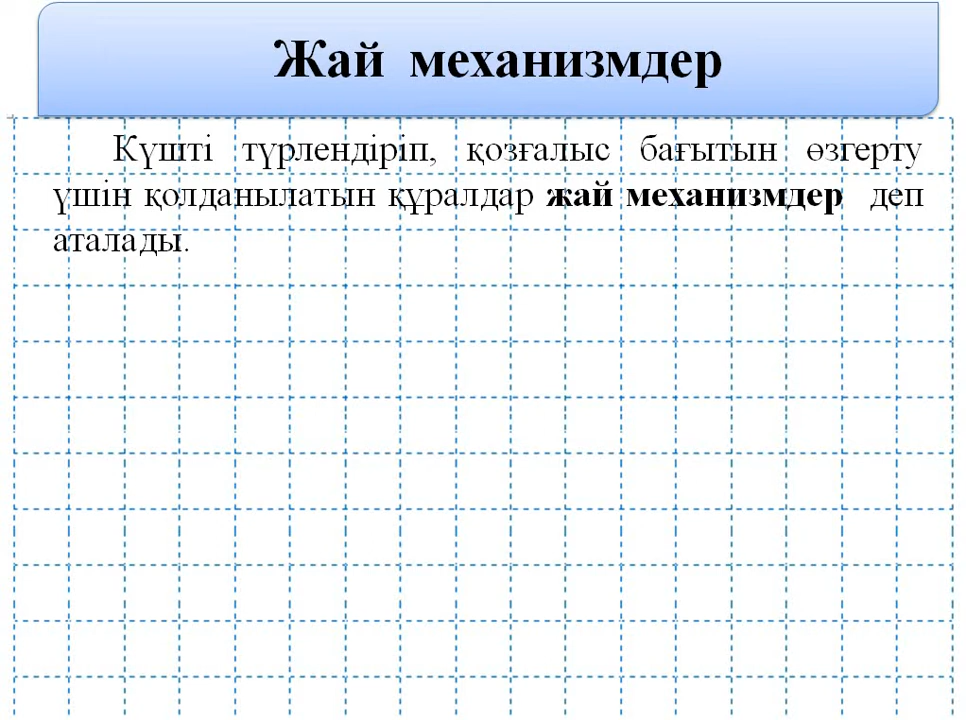 Жай механизмдер
Күшті түрлендіріп, қозғалыс бағытын өзгерту
үшін қолданылатын құралдар жай механизмдер деп
аталады.